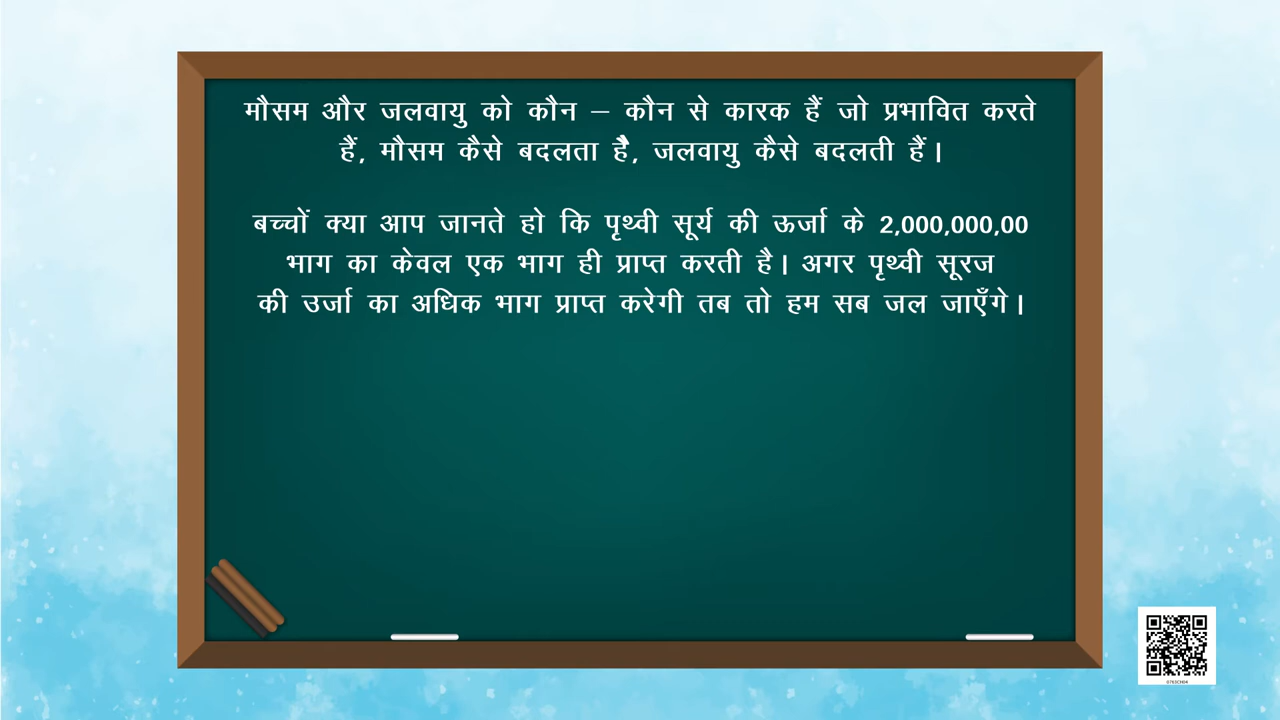 मौसम और जलवायु को कौन – कौन से कारक हैं जो प्रभावित करते
हैं, मौसम कैसे बदलता है, जलवायु कैसे बदलती हैं।
बच्चों क्या आप जानते हो कि पृथ्वी सूर्य की ऊर्जा के 2,000,000,00
भाग का केवल एक भाग ही प्राप्त करती है। अगर पृथ्वी सूरज
की उर्जा का अधिक भाग प्राप्त करेगी तब तो हम सब जल जाएँगे।
0763CH04